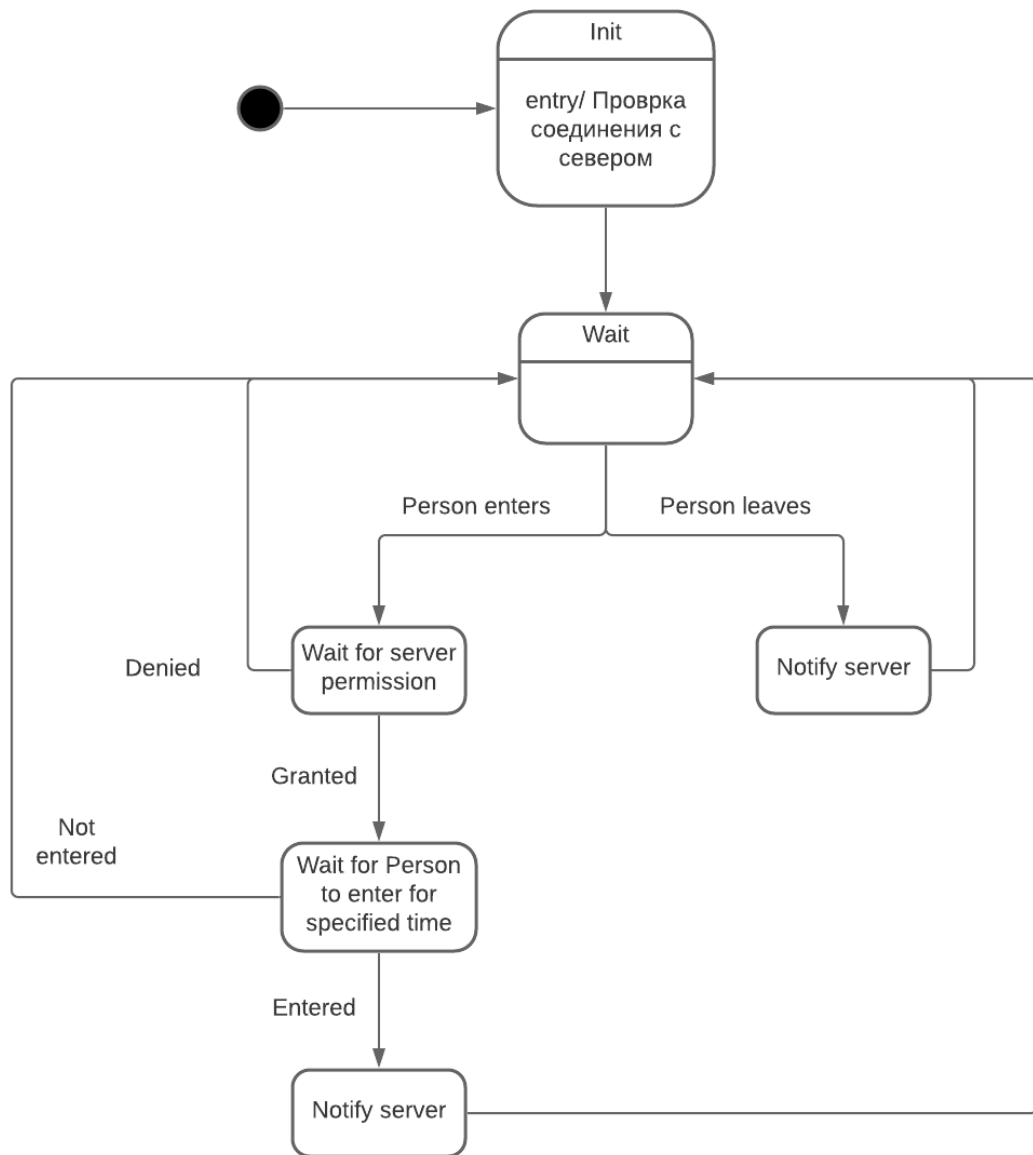 Init
entry/ Проврка
соединения с
севером
Wait
Person enters
Person leaves
Wait for server
permission
Notify server
Denied
Granted
Not
entered
Wait for Person
to enter for
specified time
Entered
Notify server